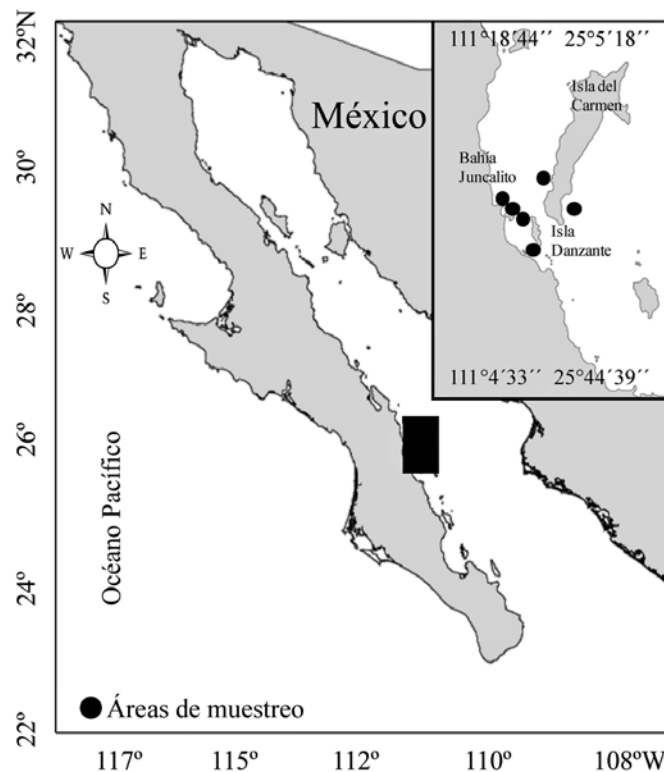 32ºN
30º
28º
26º
24º
22º
México
N
W
E
S
Océano Pacífico
111°18´44´´ 25°5´18´´
Isla del
Carmen
Bahía
Juncalito
Isla
Danzante
111°4´33´´ 25°44´39´´
Áreas de muestreo
117º 115º 112º 110º 108ºW